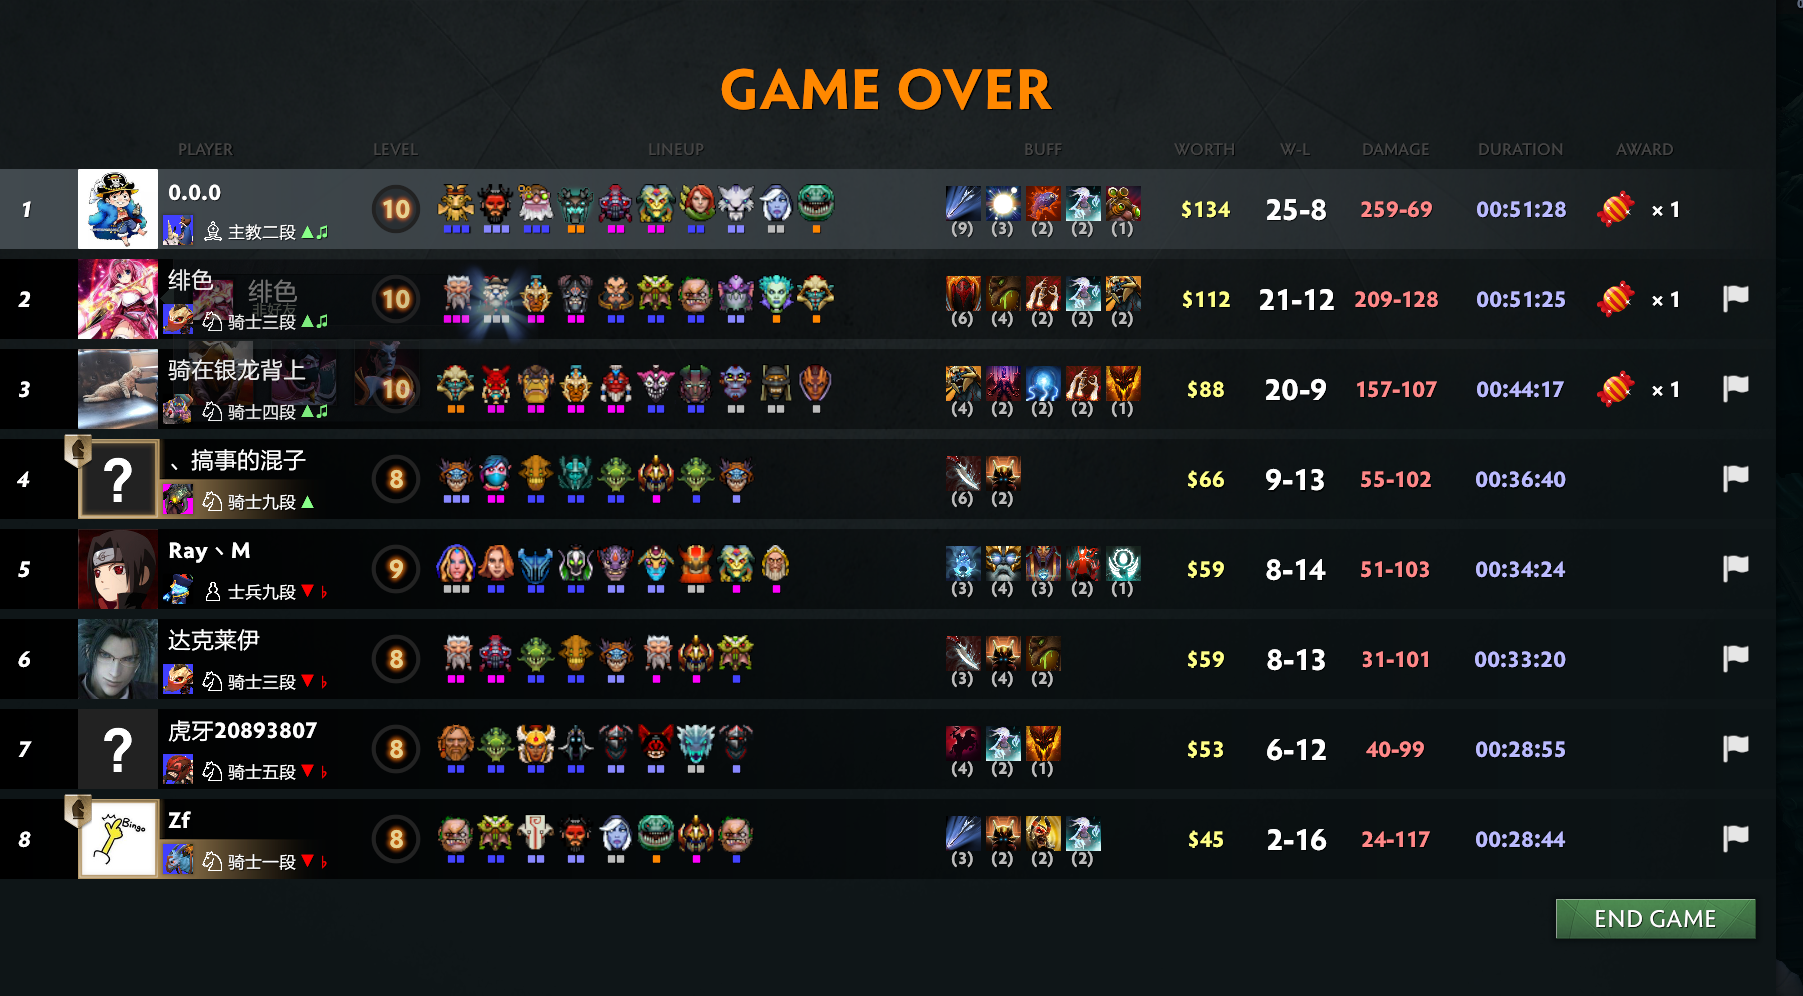 GAME OVER
PLAYER LEVEL LINEUP BUFF WORTH W-L DAMAGE DURATION AWARD
1 0.0.0 主教二段 10 (9) (3) (2) (2) (1) $134 25-8 259-69 00:51:28 × 1
2 绯色 绯色 非好友 骑士三段 10 (6) (4) (2) (2) (2) $112 21-12 209-128 00:51:25 × 1
3 骑在银龙背上 骑士四段 10 (4) (2) (2) (2) (1) $88 20-9 157-107 00:44:17 × 1
4 ? 、搞事的混子 骑士九段 8 (6) (2) $66 9-13 55-102 00:36:40
5 Ray丶M 士兵九段 9 (3) (4) (3) (2) (1) $59 8-14 51-103 00:34:24
6 达克莱伊 骑士三段 8 (3) (4) (2) $59 8-13 31-101 00:33:20
7 ? 虎牙20893807 骑士五段 8 (4) (2) (1) $53 6-12 40-99 00:28:55
8 Bingo Zf 骑士一段 8 (3) (2) (2) (2) $45 2-16 24-117 00:28:44
END GAME